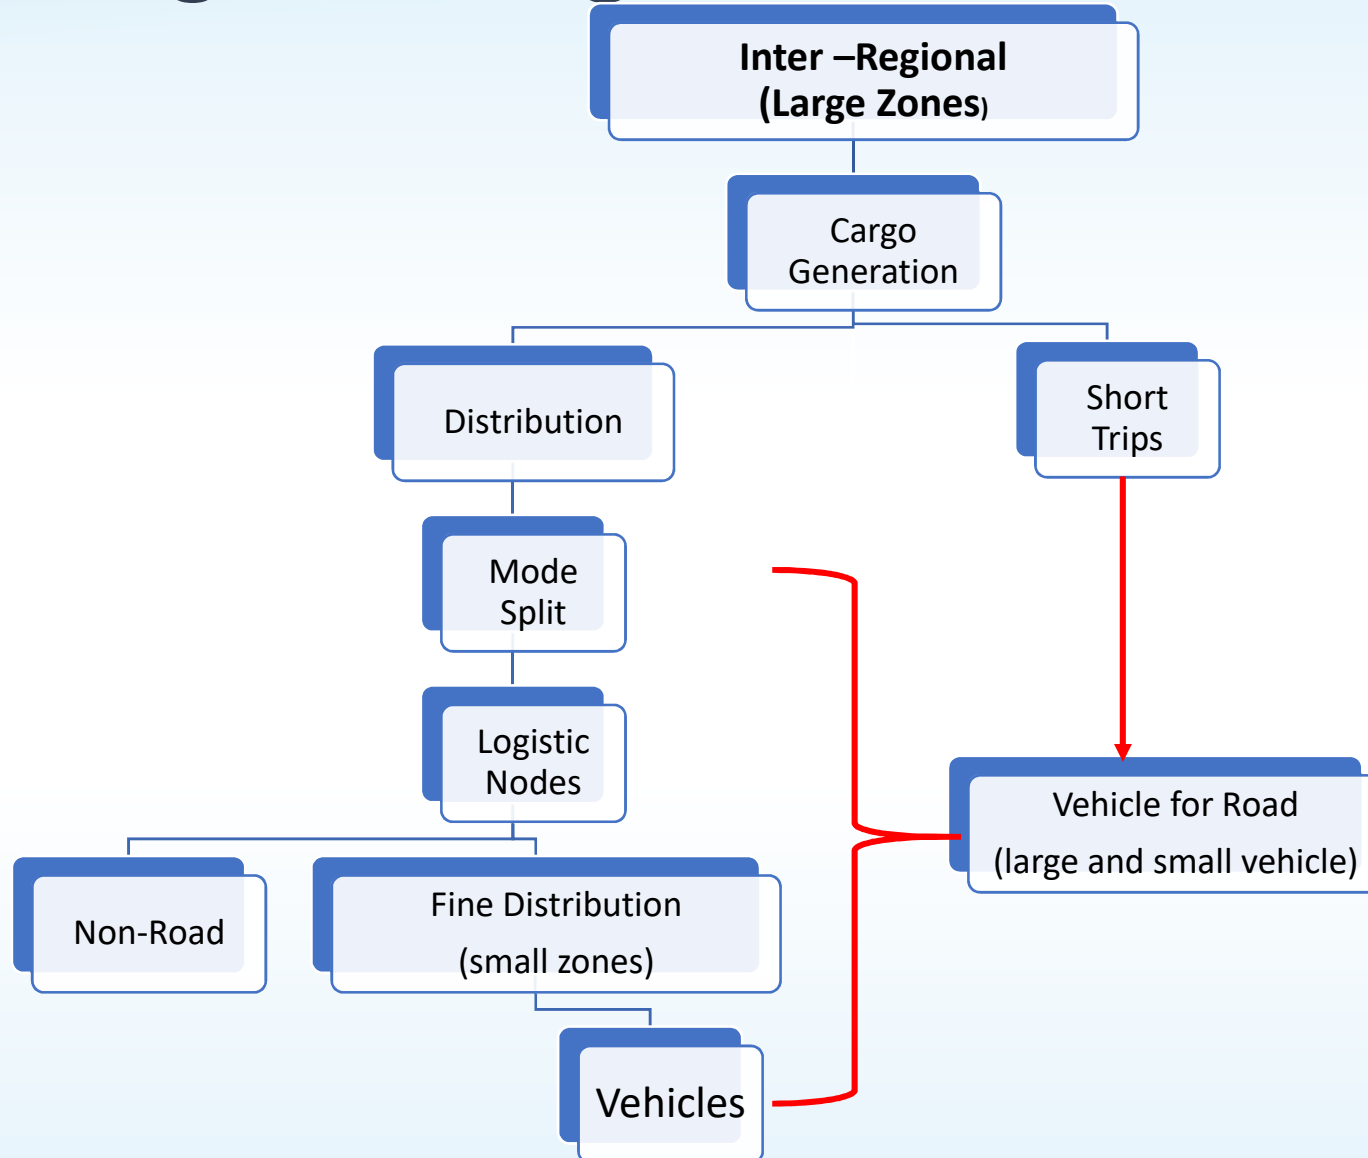 Inter –Regional
(Large Zones)
Cargo
Generation
Distribution
Short
Trips
Mode
Split
Logistic
Nodes
Vehicle for Road
(large and small vehicle)
Non-Road
Fine Distribution
(small zones)
Vehicles